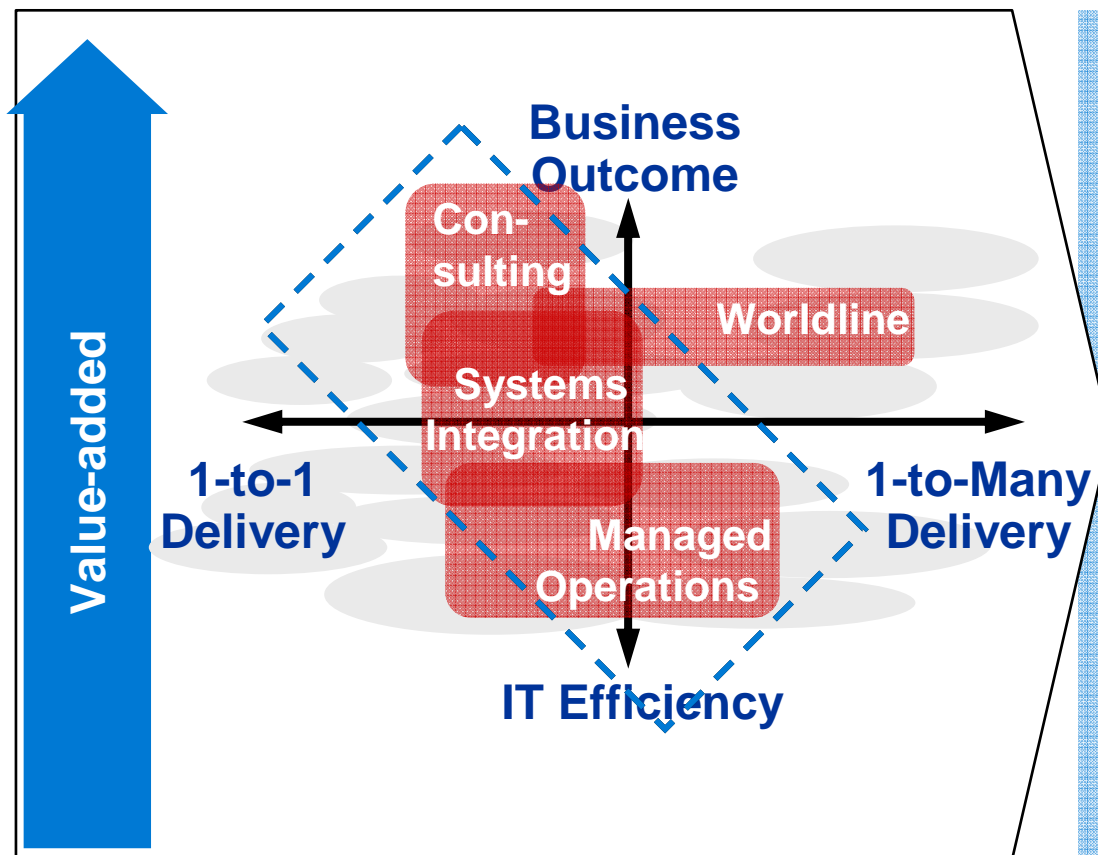 Value-added
Business
Outcome
Con-
sulting
Worldline
Systems
Integration
1-to-1
Delivery
1-to-Many
Delivery
Managed
Operations
IT Efficiency